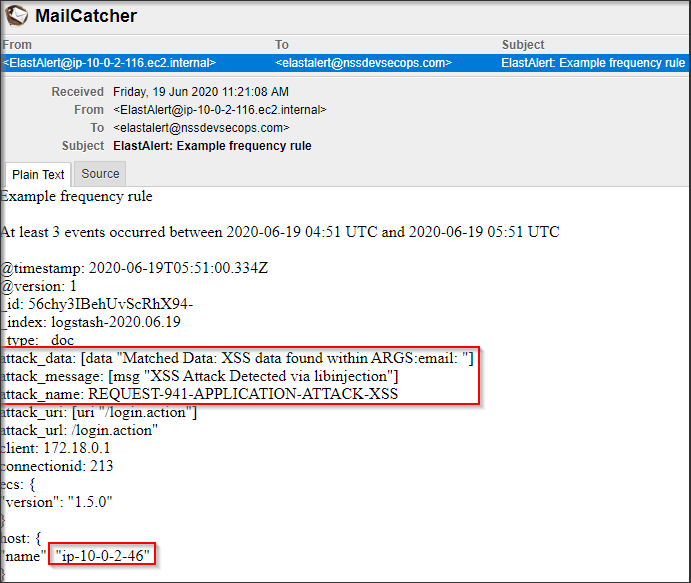 MailCatcher
From To Subject
<ElastAlert@ip-10-0-2-116.ec2.internal> <elastalert@nssdevsecops.com> ElastAlert: Example frequency rule
Received Friday, 19 Jun 2020 11:21:08 AM
From <ElastAlert@ip-10-0-2-116.ec2.internal>
To <elastalert@nssdevsecops.com>
Subject ElastAlert: Example frequency rule
Plain Text Source
Example frequency rule
At least 3 events occurred between 2020-06-19 04:51 UTC and 2020-06-19 05:51 UTC
@timestamp: 2020-06-19T05:51:00.334Z
@version: 1
_id: 56chy3IBehUvScRhX94-
_index: logstash-2020.06.19
_type: _doc
attack_data: [data "Matched Data: XSS data found within ARGS:email: "]
attack_message: [msg "XSS Attack Detected via libinjection"]
attack_name: REQUEST-941-APPLICATION-ATTACK-XSS
attack_uri: [uri "/login.action"]
attack_url: /login.action"
client: 172.18.0.1
connectionid: 213
ecs: {
"version": "1.5.0"
}
host: {
"name" "ip-10-0-2-46"
}